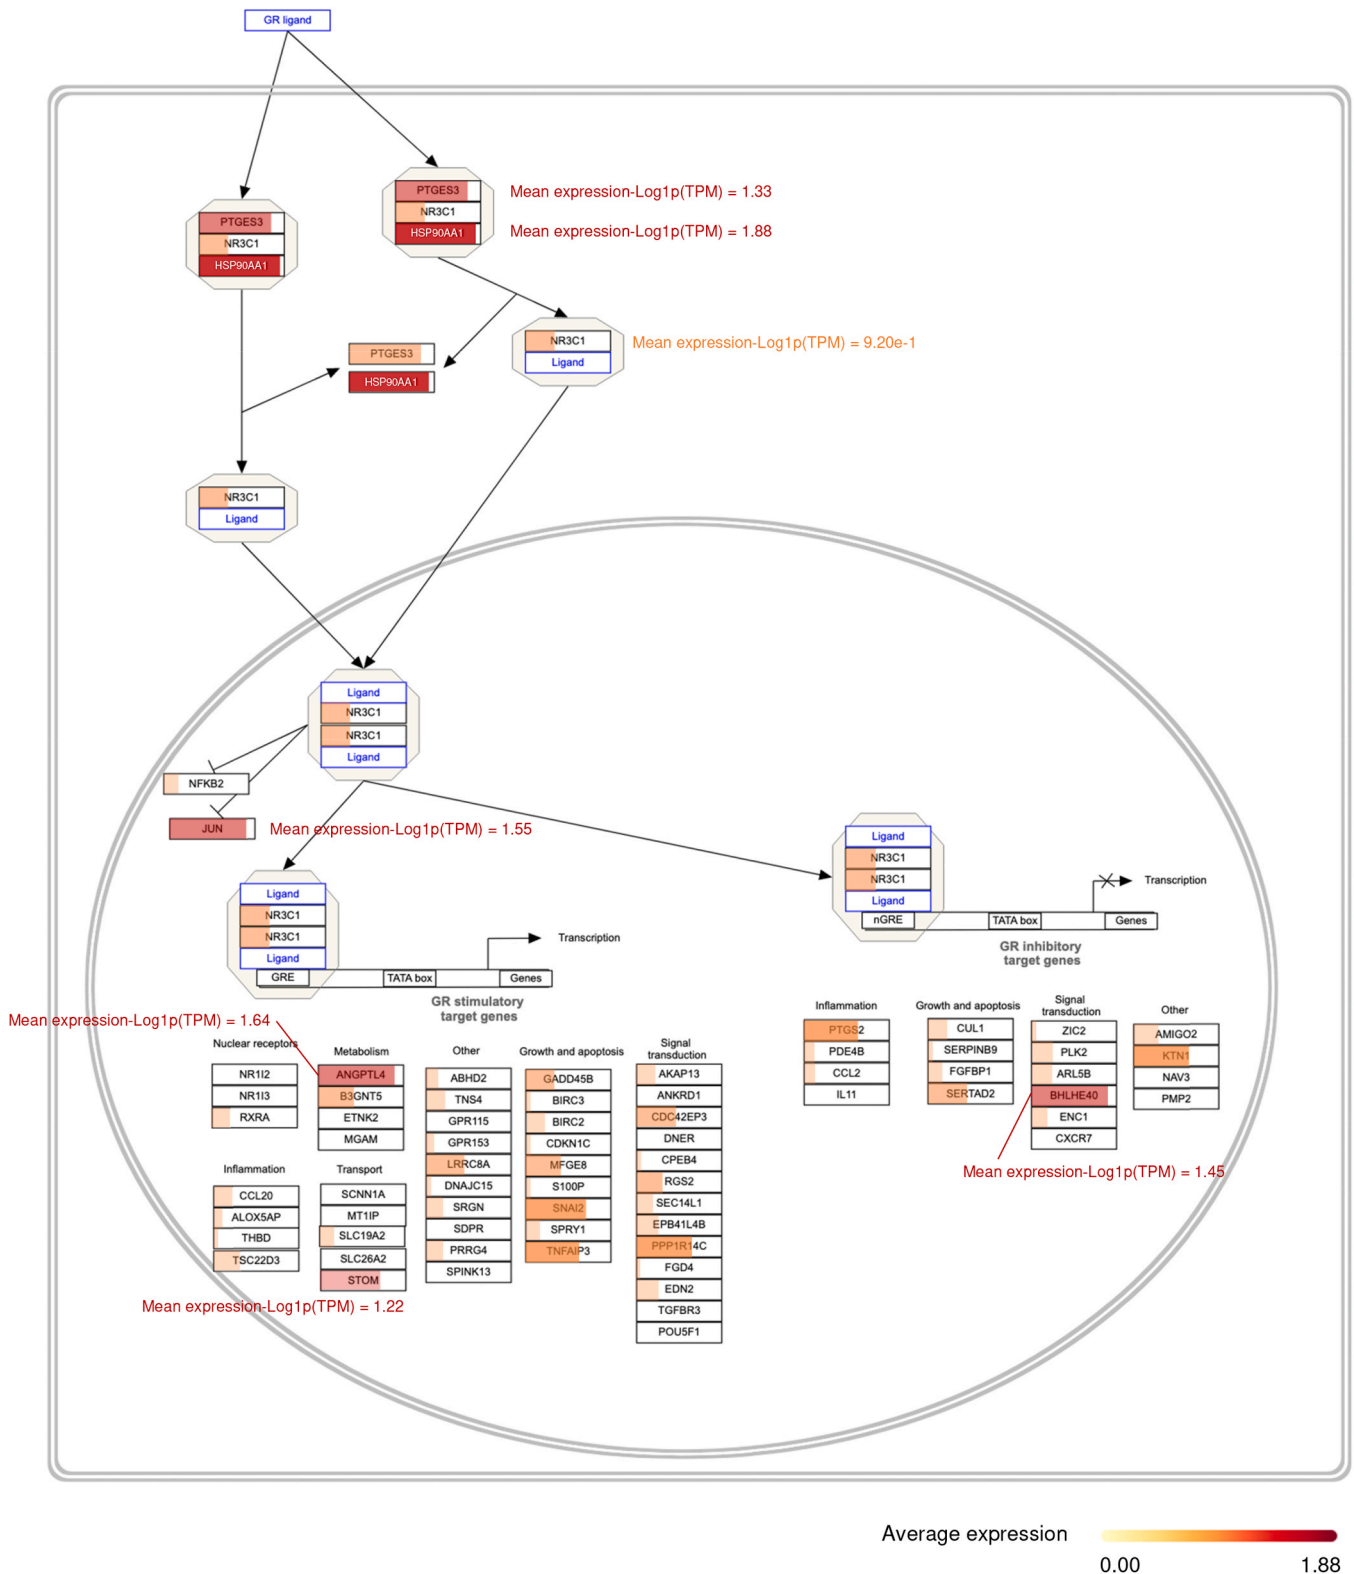 GR ligand
PTGES3
NR3C1
HSP90AA1
Mean expression-Log1p(TPM) = 1.33
Mean expression-Log1p(TPM) = 1.88
PTGES3
NR3C1
HSP90AA1
PTGES3
HSP90AA1
NR3C1
Ligand
Mean expression-Log1p(TPM) = 9.20e-1
NR3C1
Ligand
Ligand
NR3C1
NR3C1
Ligand
NFKB2
JUN
Mean expression-Log1p(TPM) = 1.55
Ligand
NR3C1
NR3C1
Ligand
GRE
TATA box
Genes
Transcription
GR stimulatory
target genes
Ligand
NR3C1
NR3C1
Ligand
nGRE
TATA box
Genes
Transcription
GR inhibitory
target genes
Mean expression-Log1p(TPM) = 1.64
Nuclear receptors
NR1I2
NR1I3
RXRA
Inflammation
CCL20
ALOX5AP
THBD
TSC22D3
Metabolism
ANGPTL4
B3GNT5
ETNK2
MGAM
Transport
SCNN1A
MT1IP
SLC19A2
SLC26A2
STOM
Mean expression-Log1p(TPM) = 1.22
Other
ABHD2
TNS4
GPR115
GPR153
LRRC8A
DNAJC15
SRGN
SDPR
PRRG4
SPINK13
Growth and apoptosis
GADD45B
BIRC3
BIRC2
CDKN1C
MFGE8
S100P
SNAI2
SPRY1
TNFAIP3
Signal
transduction
AKAP13
ANKRD1
CDC42EP3
DNER
CPEB4
RGS2
SEC14L1
EPB41L4B
PPP1R14C
FGD4
EDN2
TGFBR3
POU5F1
Inflammation
PTGS2
PDE4B
CCL2
IL11
Growth and apoptosis
CUL1
SERPINB9
FGFBP1
SERTAD2
Signal
transduction
ZIC2
PLK2
ARL5B
BHLHE40
ENC1
CXCR7
Other
AMIGO2
KTN1
NAV3
PMP2
Mean expression-Log1p(TPM) = 1.45
Average expression
0.00
1.88